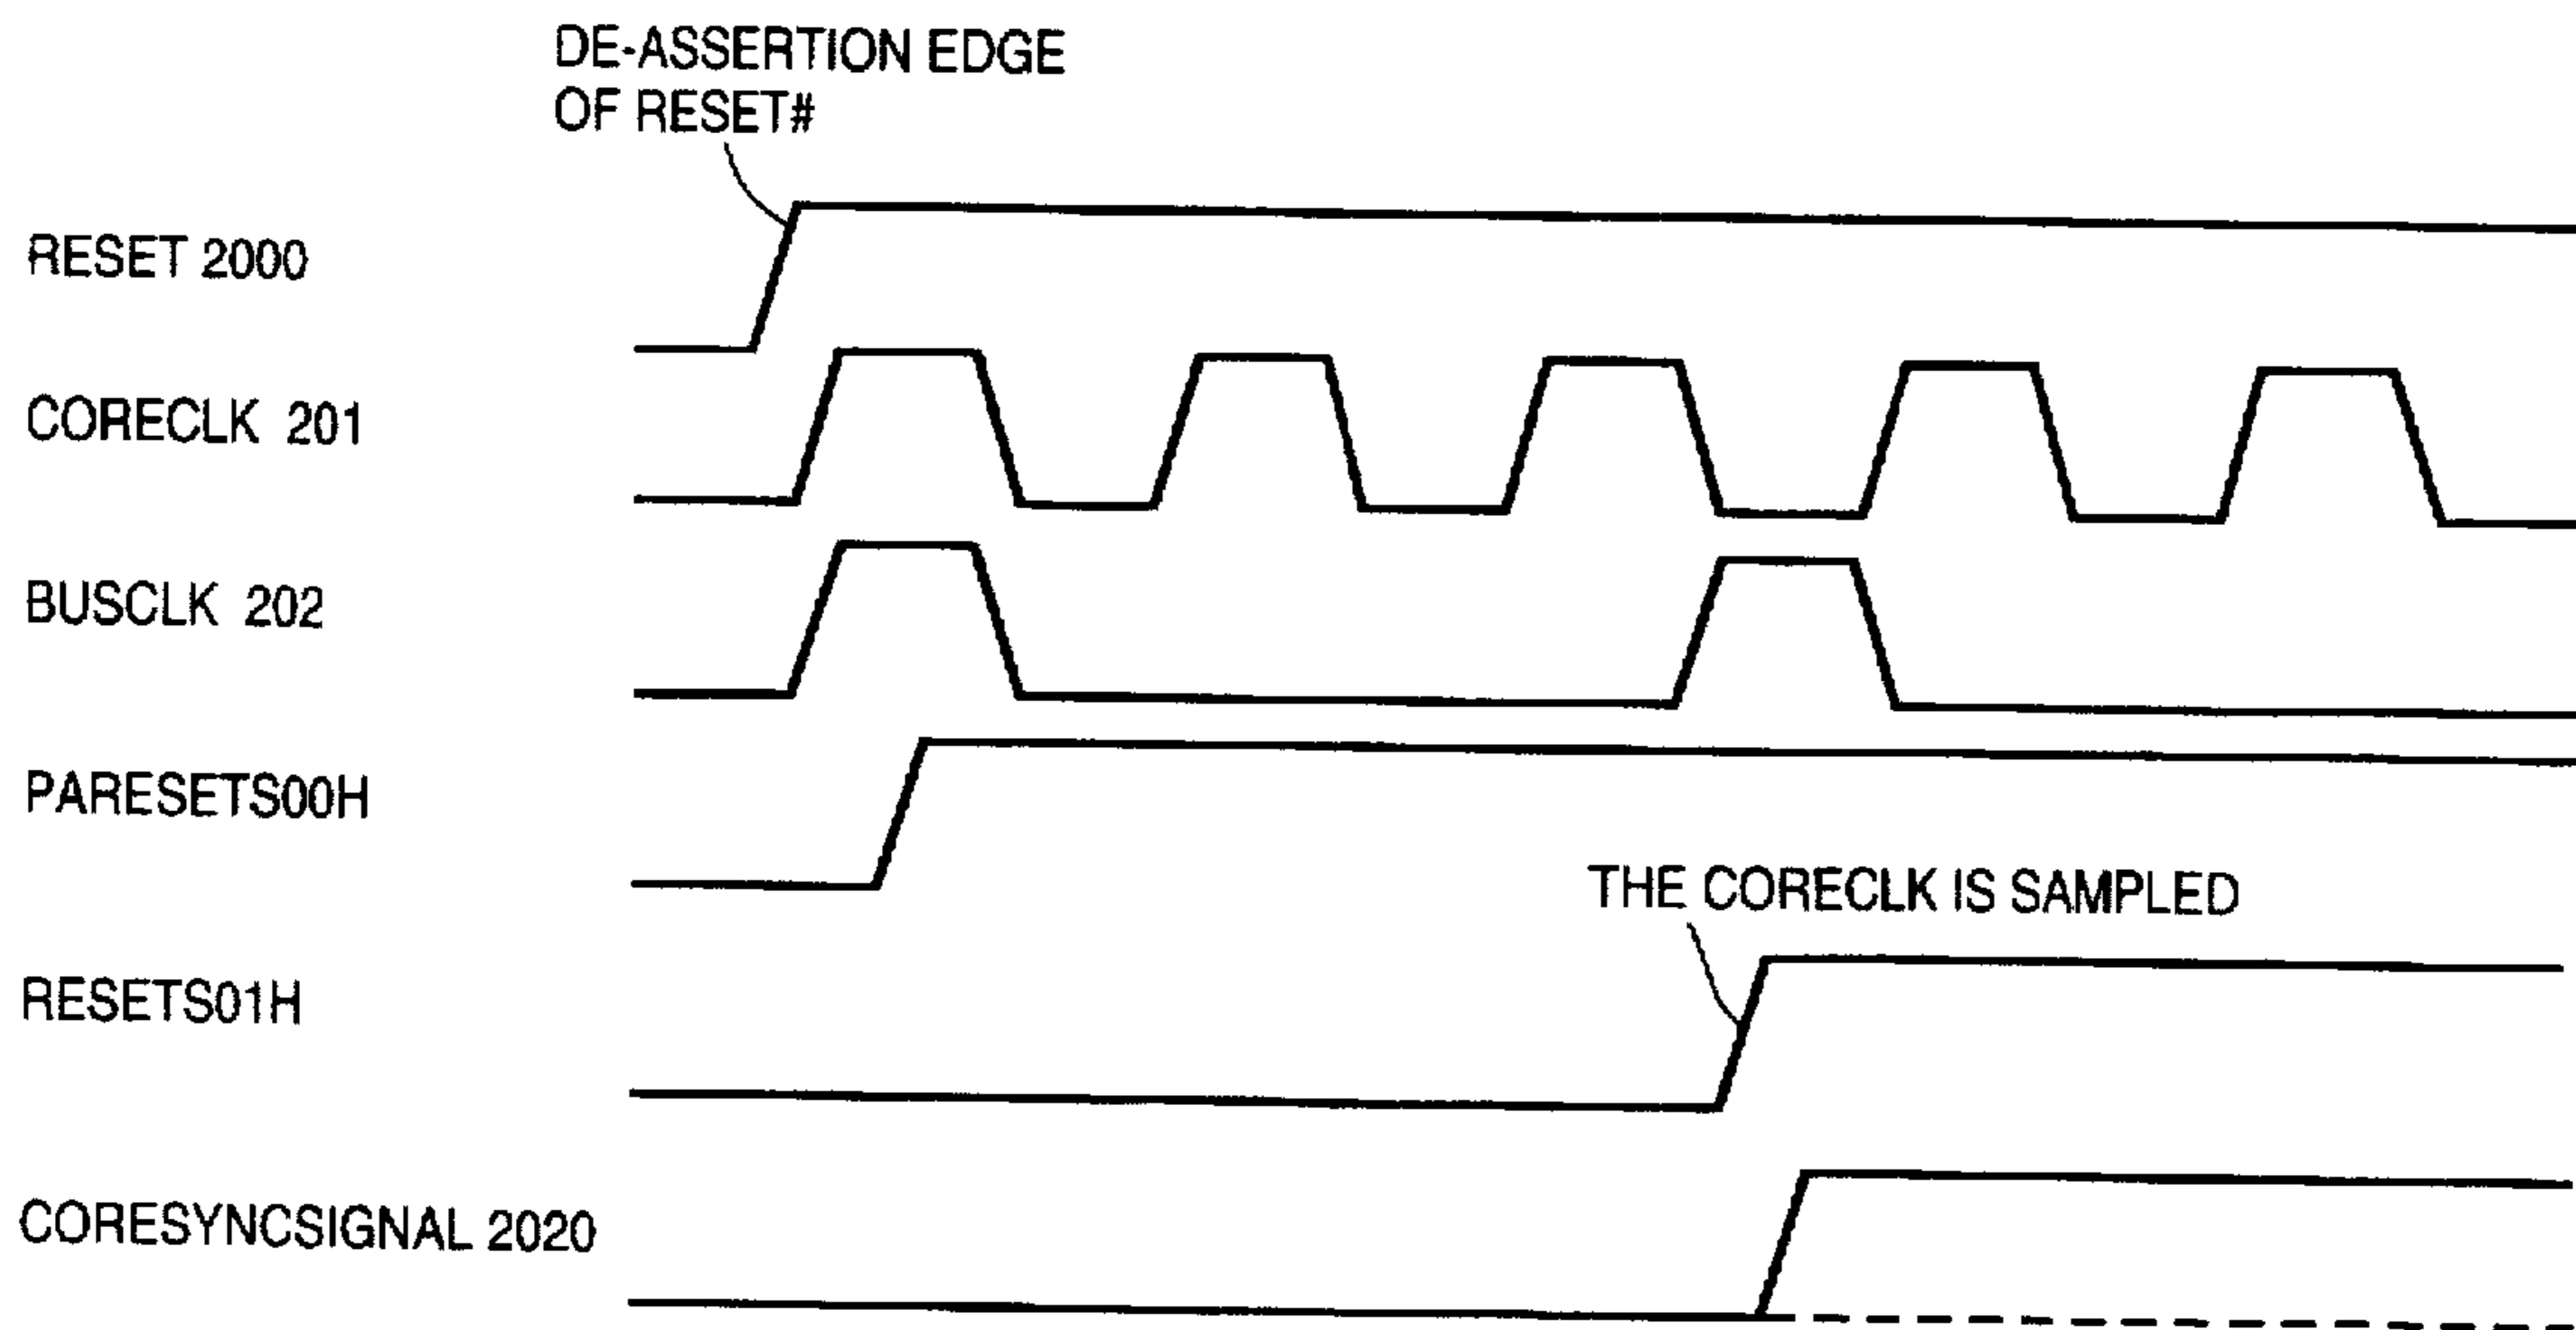 DE-ASSERTION EDGE
OF RESET#
RESET 2000
CORECLK 201
BUSCLK 202
PARESETS00H
THE CORECLK IS SAMPLED
RESETS01H
CORESYNCSIGNAL 2020